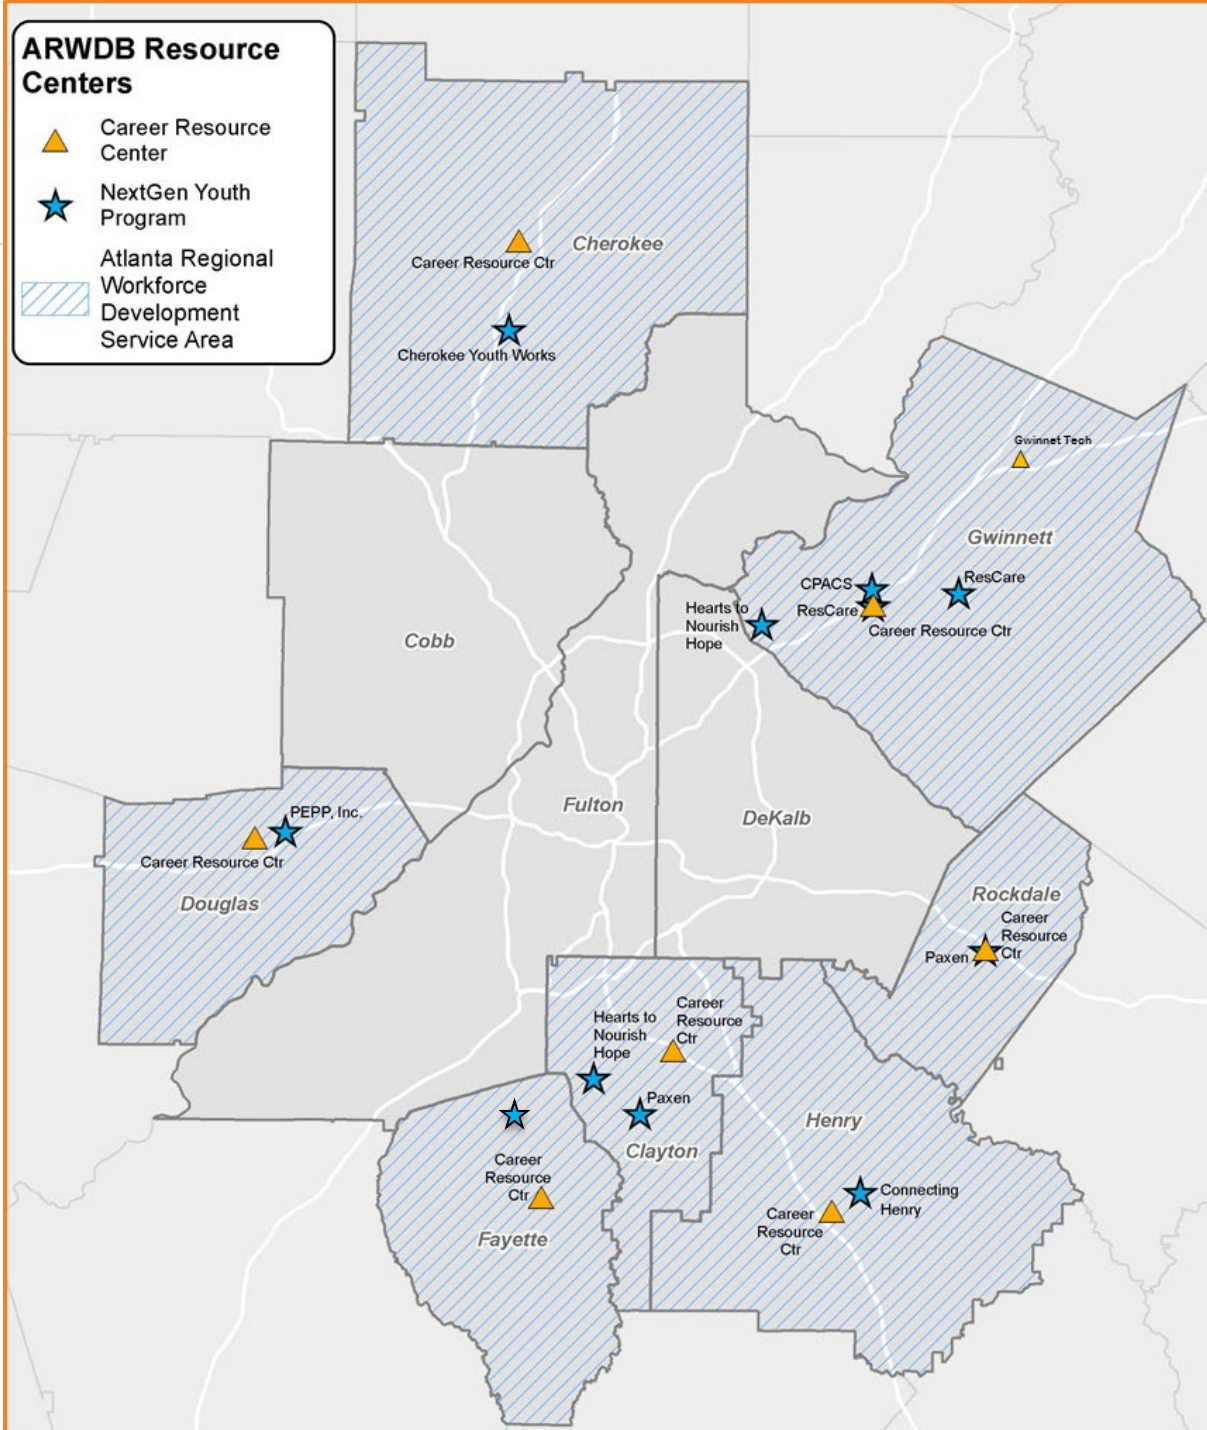 ARWDB Resource
Centers
Career Resource
Center
NextGen Youth
Program
Atlanta Regional
Workforce
Development
Service Area
Cherokee
Career Resource Ctr
Cherokee Youth Works
Gwinnet Tech
Gwinnett
CPACS
ResCare
ResCare
Career Resource Ctr
Hearts to
Nourish
Hope
Cobb
Fulton
DeKalb
PEPP, Inc.
Career Resource Ctr
Douglas
Rockdale
Career
Resource
Ctr
Paxen
Hearts to
Nourish
Hope
Career
Resource
Ctr
Paxen
Clayton
Henry
Connecting
Henry
Career
Resource
Ctr
Career
Resource
Ctr
Fayette